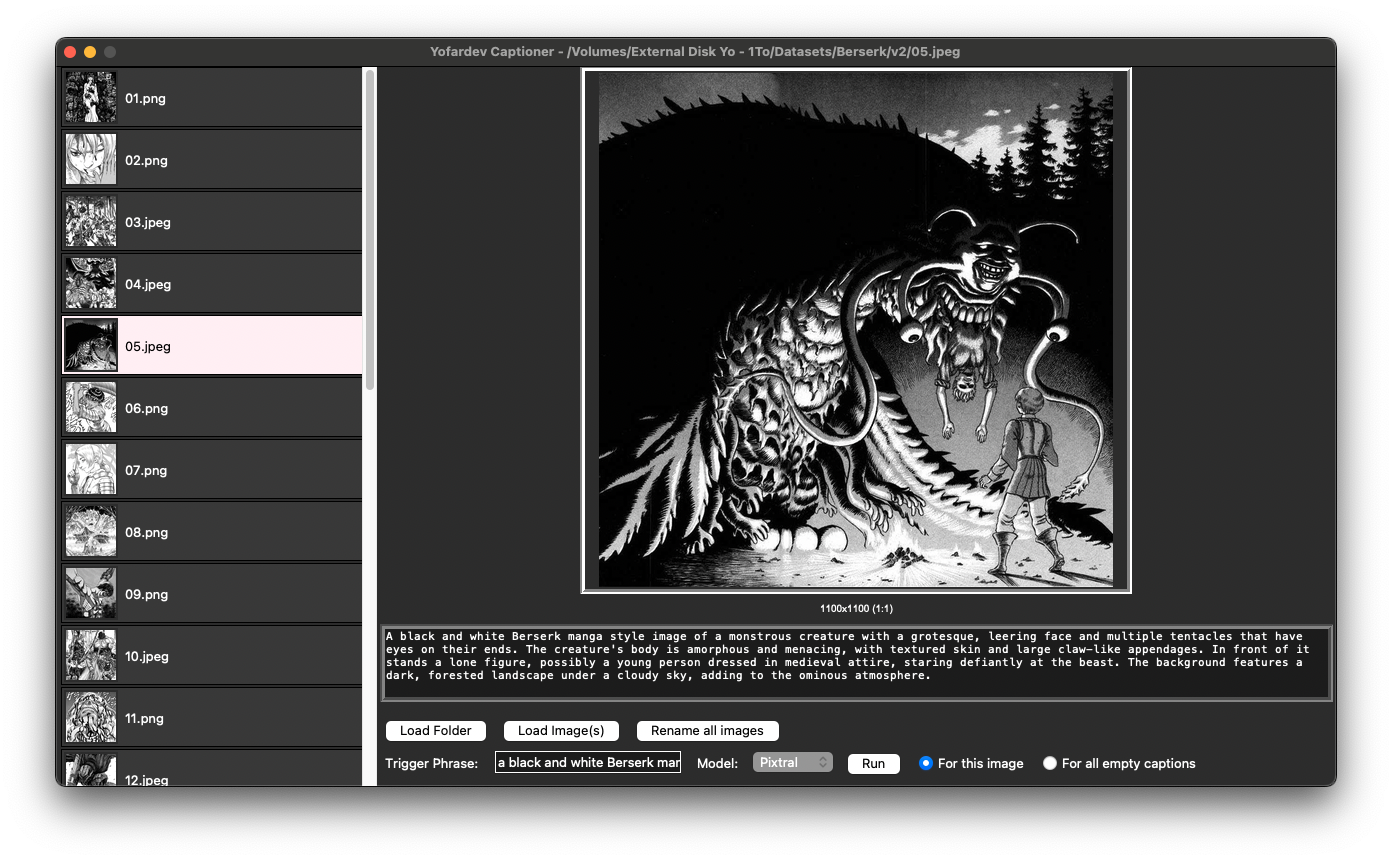 Yofardev Captioner - /Volumes/External Disk Yo - 1To/Datasets/Berserk/v2/05.jpeg
01.png
02.png
03.jpeg
04.jpeg
05.jpeg
06.png
07.png
08.png
09.png
10.jpeg
11.png
12.jpeg
1100x1100 (1:1)
A black and white Berserk manga style image of a monstrous creature with a grotesque, leering face and multiple tentacles that have
eyes on their ends. The creature's body is amorphous and menacing, with textured skin and large claw-like appendages. In front of it
stands a lone figure, possibly a young person dressed in medieval attire, staring defiantly at the beast. The background features a
dark, forested landscape under a cloudy sky, adding to the ominous atmosphere.
Load Folder Load Image(s) Rename all images
Trigger Phrase: a black and white Berserk mar Model: Pixtral Run For this image For all empty captions